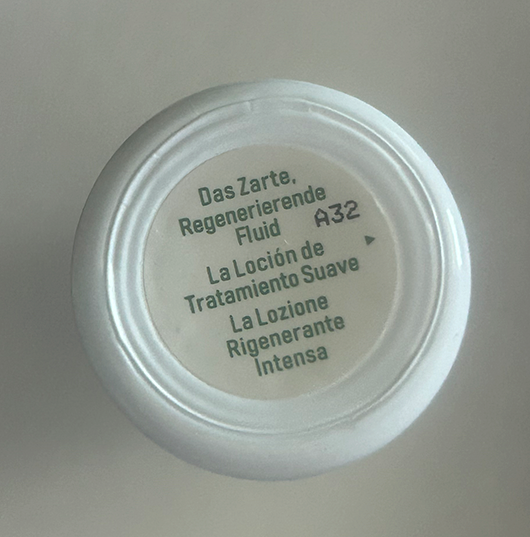 Das Zarte,
Regenerierende
Fluid
A32
La Loción de
Tratamiento Suave
La Lozione
Rigenerante
Intensa